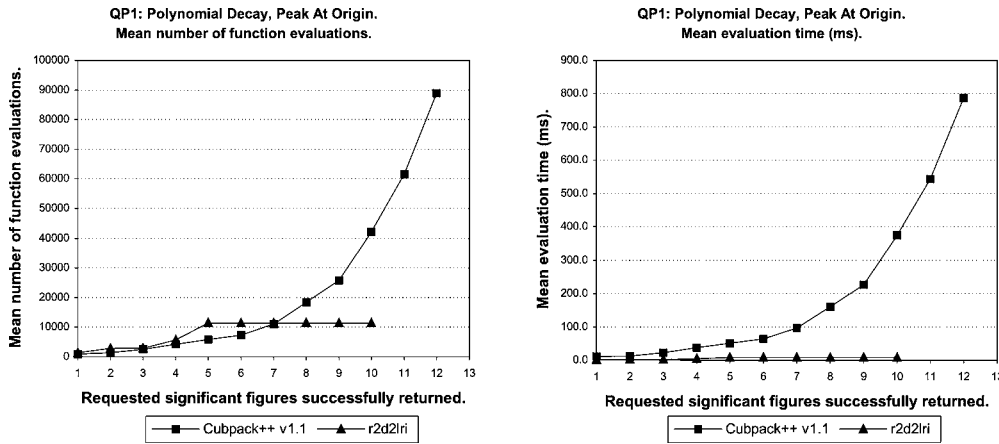 QP1: Polynomial Decay, Peak At Origin.
Mean number of function evaluations.
Mean number of function evaluations.
100000
90000
80000
70000
60000
50000
40000
30000
20000
10000
0
1 2 3 4 5 6 7 8 9 10 11 12 13
Requested significant figures successfully returned.
Cubpack++ v1.1 r2d2lri
QP1: Polynomial Decay, Peak At Origin.
Mean evaluation time (ms).
Mean evaluation time (ms).
900.0
800.0
700.0
600.0
500.0
400.0
300.0
200.0
100.0
0.0
1 2 3 4 5 6 7 8 9 10 11 12 13
Requested significant figures successfully returned.
Cubpack++ v1.1 r2d2lri